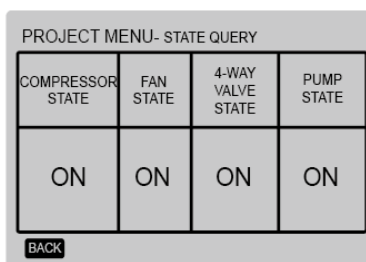 PROJECT MENU- STATE QUERY
COMPRESSOR STATE
FAN STATE
4-WAY VALVE STATE
PUMP STATE
ON ON ON ON
BACK